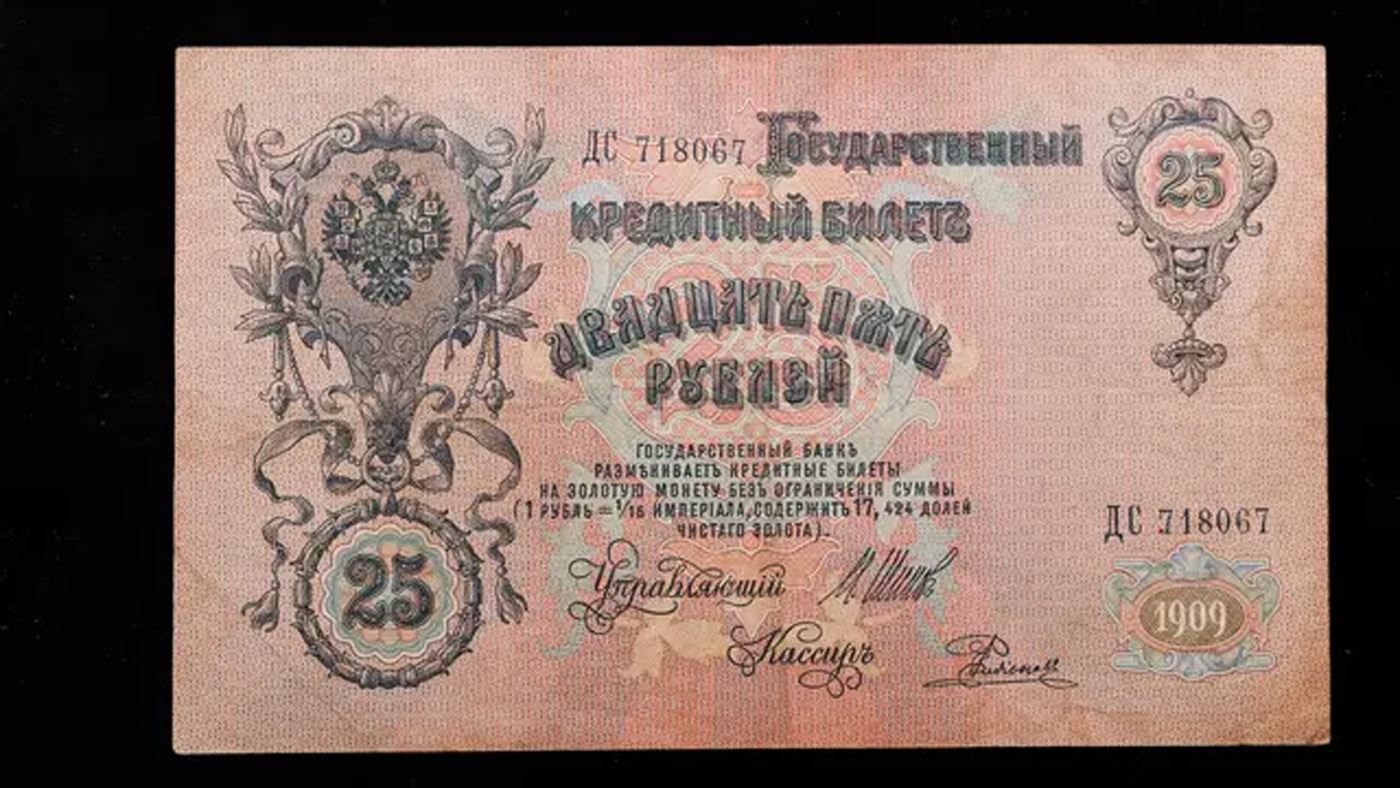 ДС 718067 Государственный
25
Кредитный Билетъ
Двадцать пять
рублей
Государственный Банкъ
размѣниваетъ кредитные билеты
на золотую монету безъ ограниченія суммы
(1 рубль = 1/15 имперіала, содержитъ 17,424 долей
чистаго золота).
ДС 718067
25
Управляющій И. Шипов
1909
Кассиръ